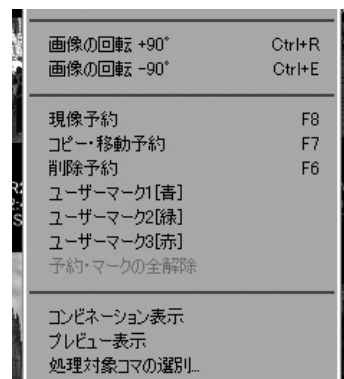 画像の回転 +90° Ctrl+R
画像の回転 -90° Ctrl+E
現像予約 F8
コピー・移動予約 F7
削除予約 F6
ユーザーマーク1[青]
ユーザーマーク2[緑]
ユーザーマーク3[赤]
予約・マークの全解除
コンビネーション表示
プレビュー表示
処理対象コマの選別...